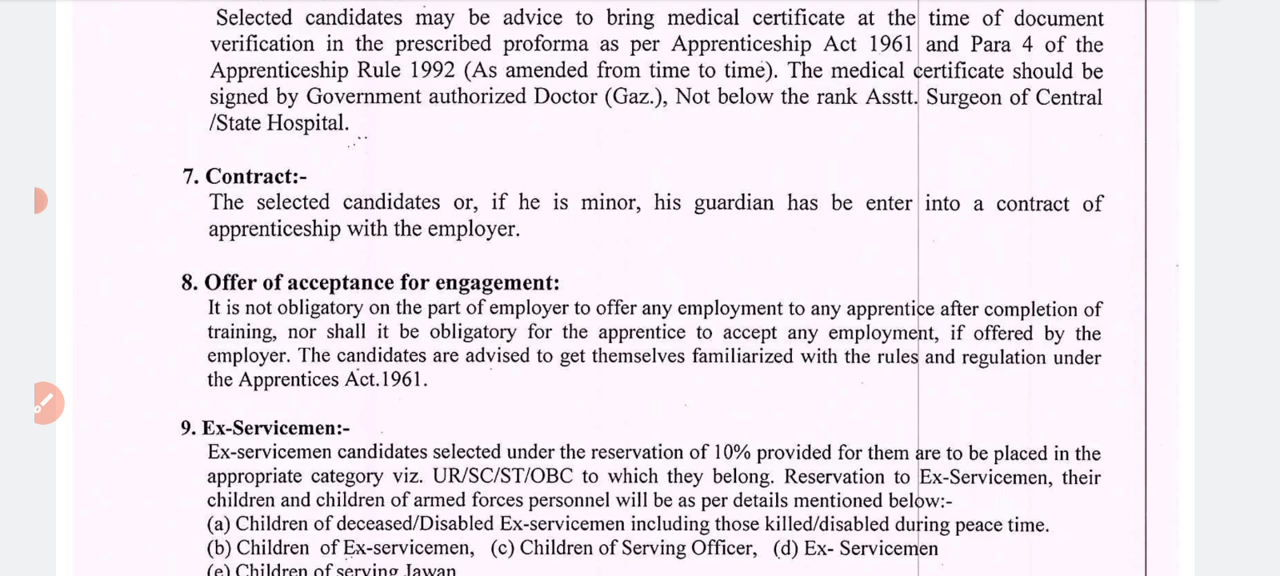 Selected candidates may be advice to bring medical certificate at the time of document
verification in the prescribed proforma as per Apprenticeship Act 1961 and Para 4 of the
Apprenticeship Rule 1992 (As amended from time to time). The medical certificate should be
signed by Government authorized Doctor (Gaz.), Not below the rank Asstt. Surgeon of Central
/State Hospital.
7. Contract:-
The selected candidates or, if he is minor, his guardian has be enter into a contract of
apprenticeship with the employer.
8. Offer of acceptance for engagement:
It is not obligatory on the part of employer to offer any employment to any apprentice after completion of
training, nor shall it be obligatory for the apprentice to accept any employment, if offered by the
employer. The candidates are advised to get themselves familiarized with the rules and regulation under
the Apprentices Act.1961.
9. Ex-Servicemen:-
Ex-servicemen candidates selected under the reservation of 10% provided for them are to be placed in the
appropriate category viz. UR/SC/ST/OBC to which they belong. Reservation to Ex-Servicemen, their
children and children of armed forces personnel will be as per details mentioned below:-
(a) Children of deceased/Disabled Ex-servicemen including those killed/disabled during peace time.
(b) Children of Ex-servicemen, (c) Children of Serving Officer, (d) Ex- Servicemen
(e) Children of serving Jawan